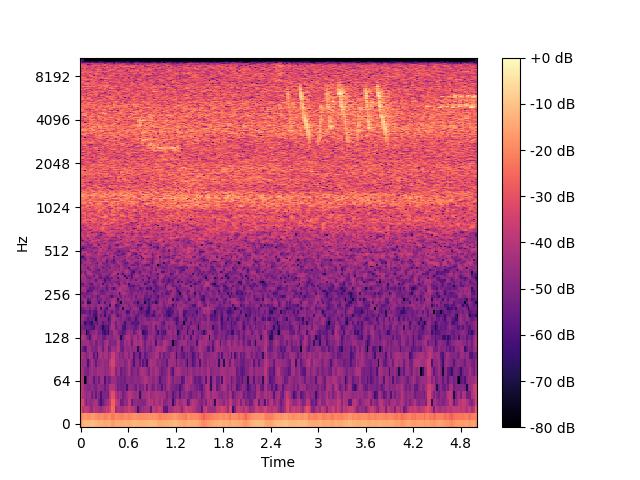 8192
4096
2048
1024
512
256
128
64
0
Hz
0 0.6 1.2 1.8 2.4 3 3.6 4.2 4.8
Time
+0 dB
-10 dB
-20 dB
-30 dB
-40 dB
-50 dB
-60 dB
-70 dB
-80 dB